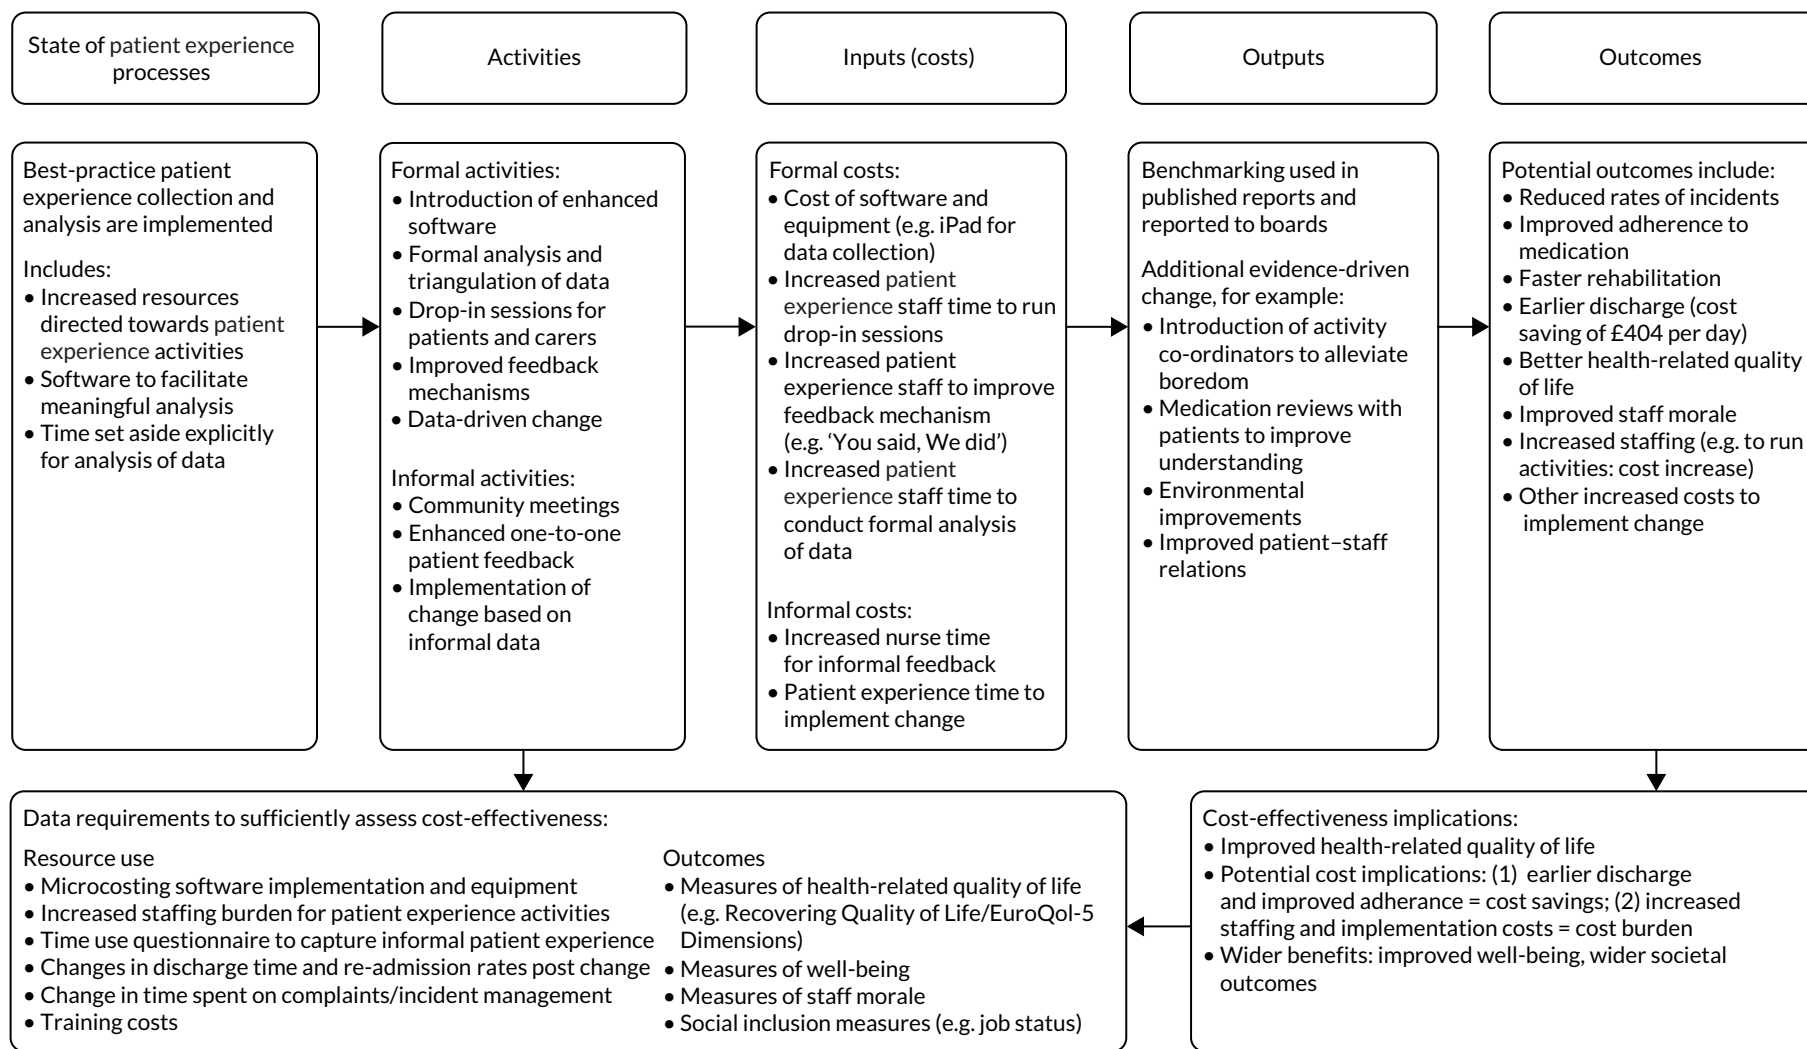 State of patient experience
processes
Activities
Inputs (costs)
Outputs
Outcomes
Best-practice patient
experience collection and
analysis are implemented
Includes:
• Increased resources
directed towards patient
experience activities
• Software to facilitate
meaningful analysis
• Time set aside explicitly
for analysis of data
Formal activities:
• Introduction of enhanced
software
• Formal analysis and
triangulation of data
• Drop-in sessions for
patients and carers
• Improved feedback
mechanisms
• Data-driven change
Informal activities:
• Community meetings
• Enhanced one-to-one
patient feedback
• Implementation of
change based on
informal data
Formal costs:
• Cost of software and
equipment (e.g. iPad for
data collection)
• Increased patient
experience staff time to run
drop-in sessions
• Increased patient
experience staff to improve
feedback mechanism
(e.g. ‘You said, We did’)
• Increased patient
experience staff time to
conduct formal analysis
of data
Informal costs:
• Increased nurse time
for informal feedback
• Patient experience time to
implement change
Benchmarking used in
published reports and
reported to boards
Additional evidence-driven
change, for example:
• Introduction of activity
co-ordinators to alleviate
boredom
• Medication reviews with
patients to improve
understanding
• Environmental
improvements
• Improved patient–staff
relations
Potential outcomes include:
• Reduced rates of incidents
• Improved adherence to
medication
• Faster rehabilitation
• Earlier discharge (cost
saving of £404 per day)
• Better health-related quality
of life
• Improved staff morale
• Increased staffing (e.g. to run
activities: cost increase)
• Other increased costs to
implement change
Data requirements to sufficiently assess cost-effectiveness:
Resource use
• Microcosting software implementation and equipment
• Increased staffing burden for patient experience activities
• Time use questionnaire to capture informal patient experience
• Changes in discharge time and re-admission rates post change
• Change in time spent on complaints/incident management
• Training costs
Outcomes
• Measures of health-related quality of life
(e.g. Recovering Quality of Life/EuroQol-5
Dimensions)
• Measures of well-being
• Measures of staff morale
• Social inclusion measures (e.g. job status)
Cost-effectiveness implications:
• Improved health-related quality of life
• Potential cost implications: (1) earlier discharge
and improved adherance = cost savings; (2) increased
staffing and implementation costs = cost burden
• Wider benefits: improved well-being, wider societal
outcomes